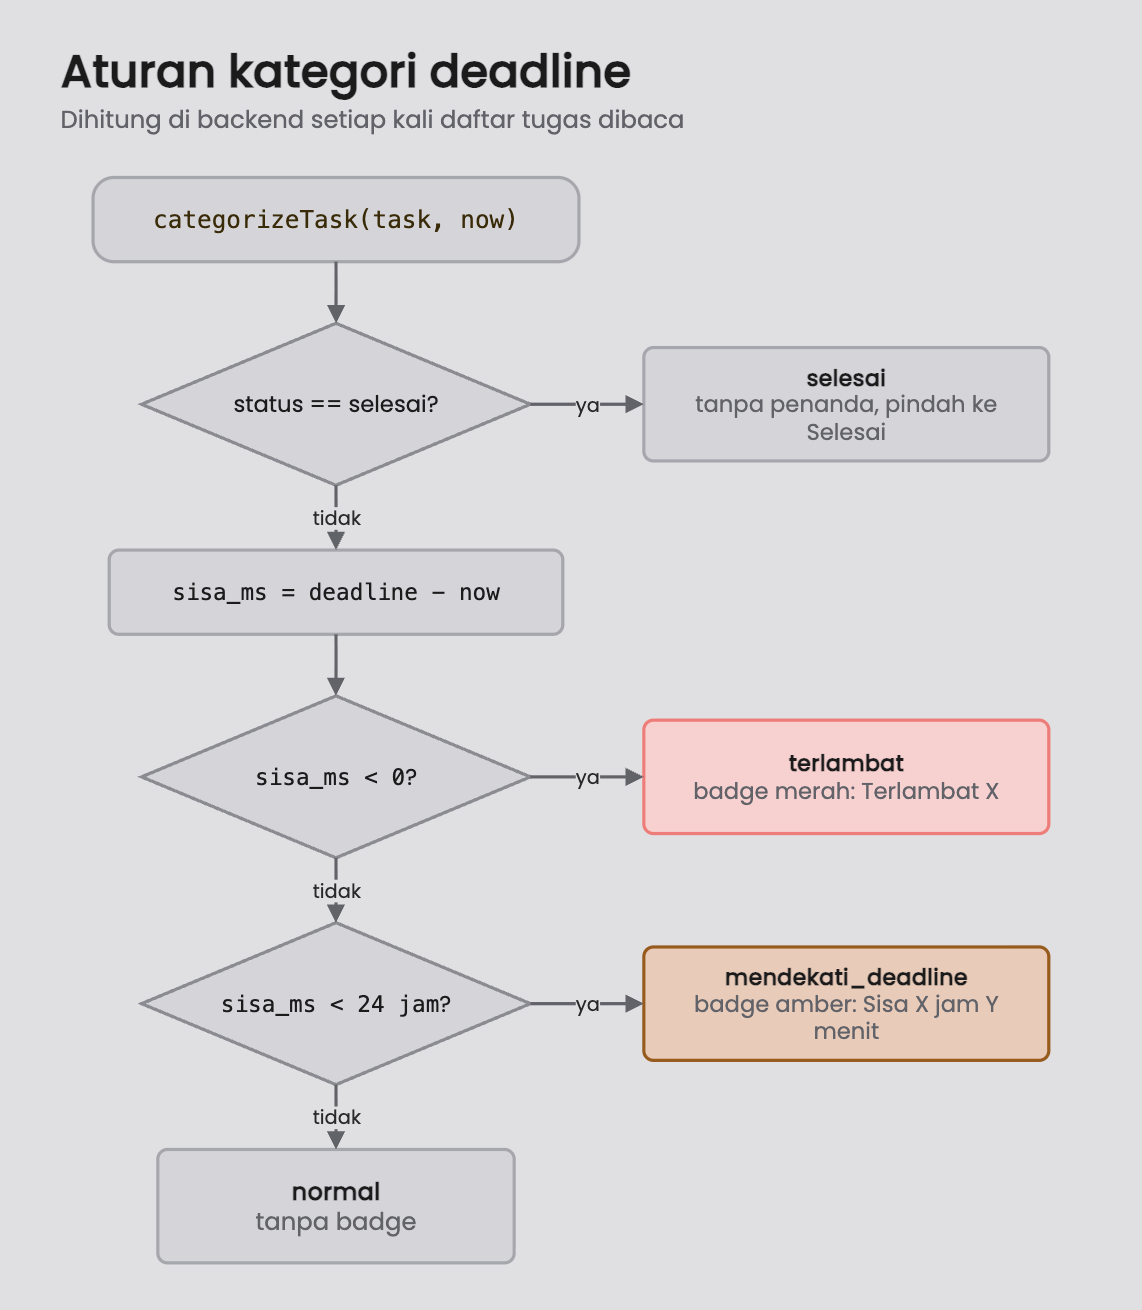 Aturan kategori deadline
Dihitung di backend setiap kali daftar tugas dibaca
categorizeTask(task, now)
status == selesai?
ya
selesai
tanpa penanda, pindah ke
Selesai
tidak
sisa_ms = deadline − now
sisa_ms < 0?
ya
terlambat
badge merah: Terlambat X
tidak
sisa_ms < 24 jam?
ya
mendekati_deadline
badge amber: Sisa X jam Y
menit
tidak
normal
tanpa badge